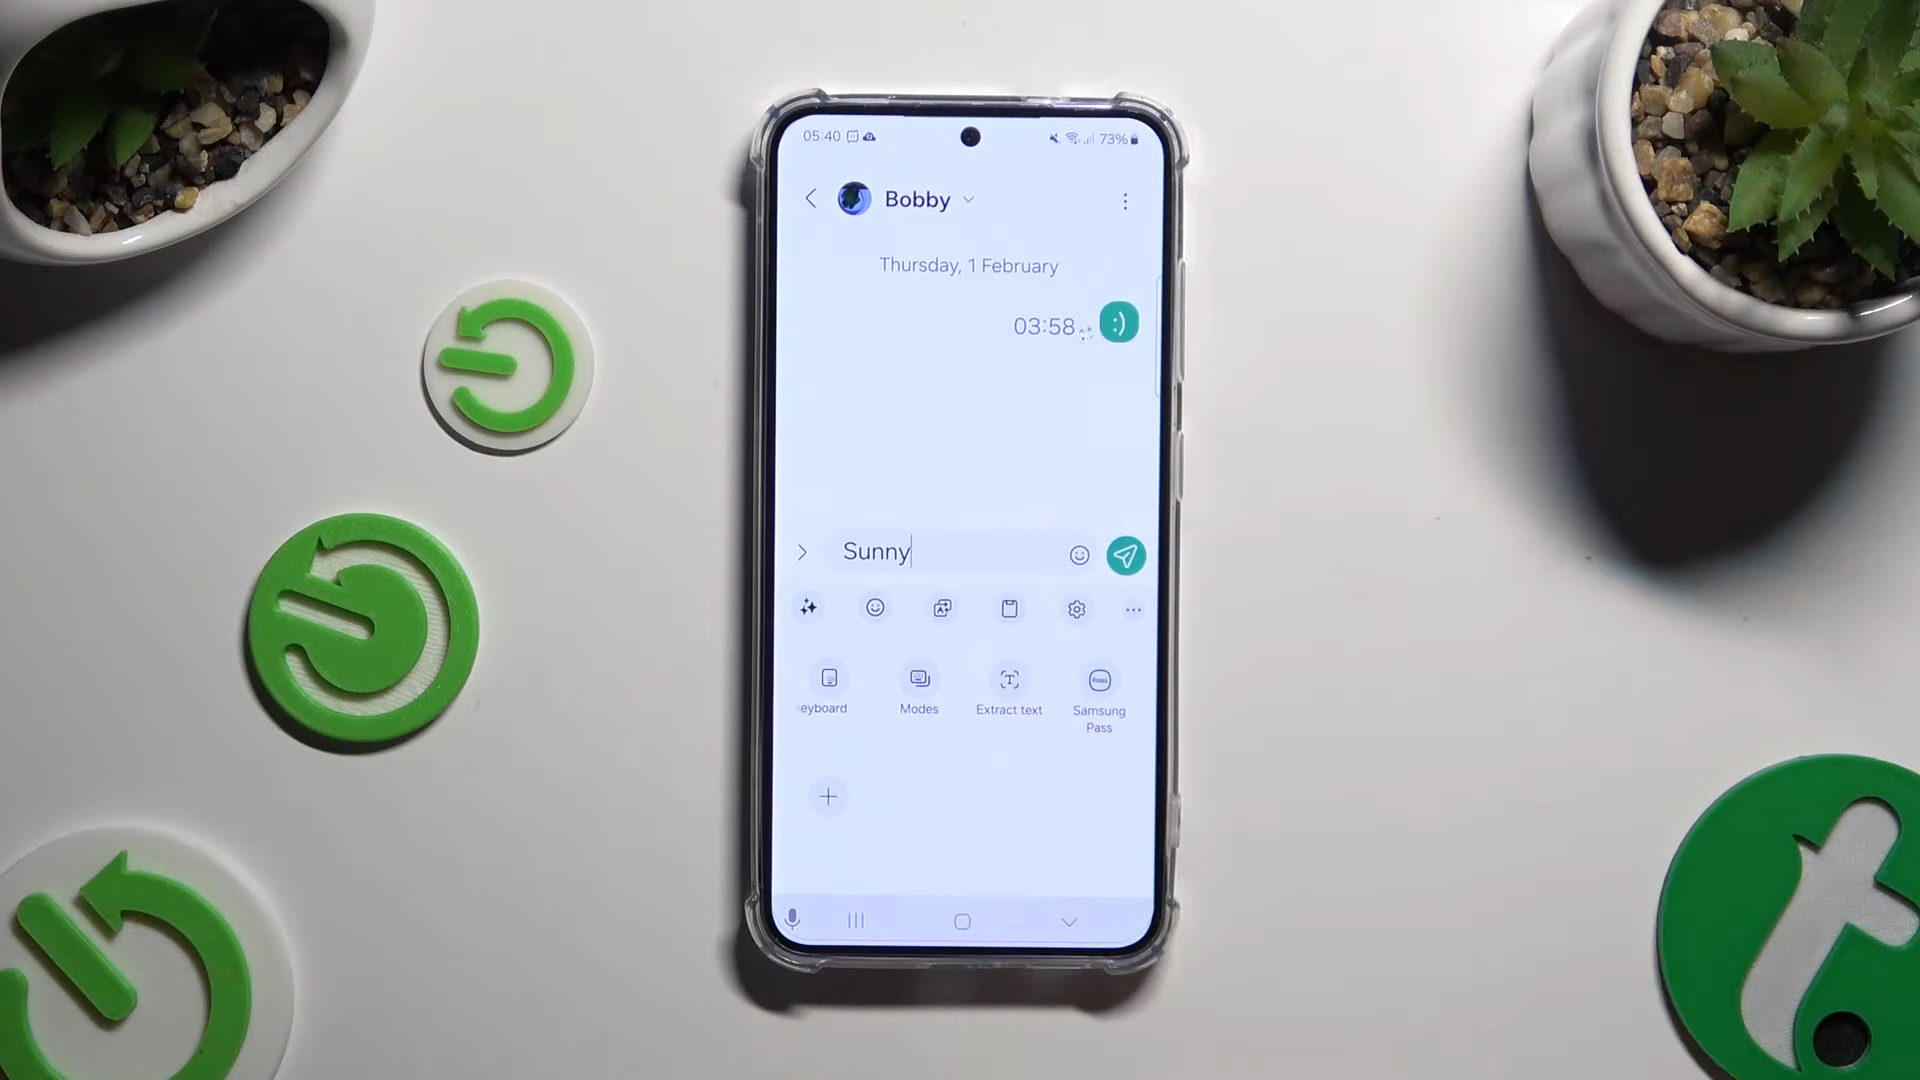 05:40 73%
Bobby
Thursday, 1 February
03:58 :)
Sunny
eyboard Modes Extract text Samsung
Pass